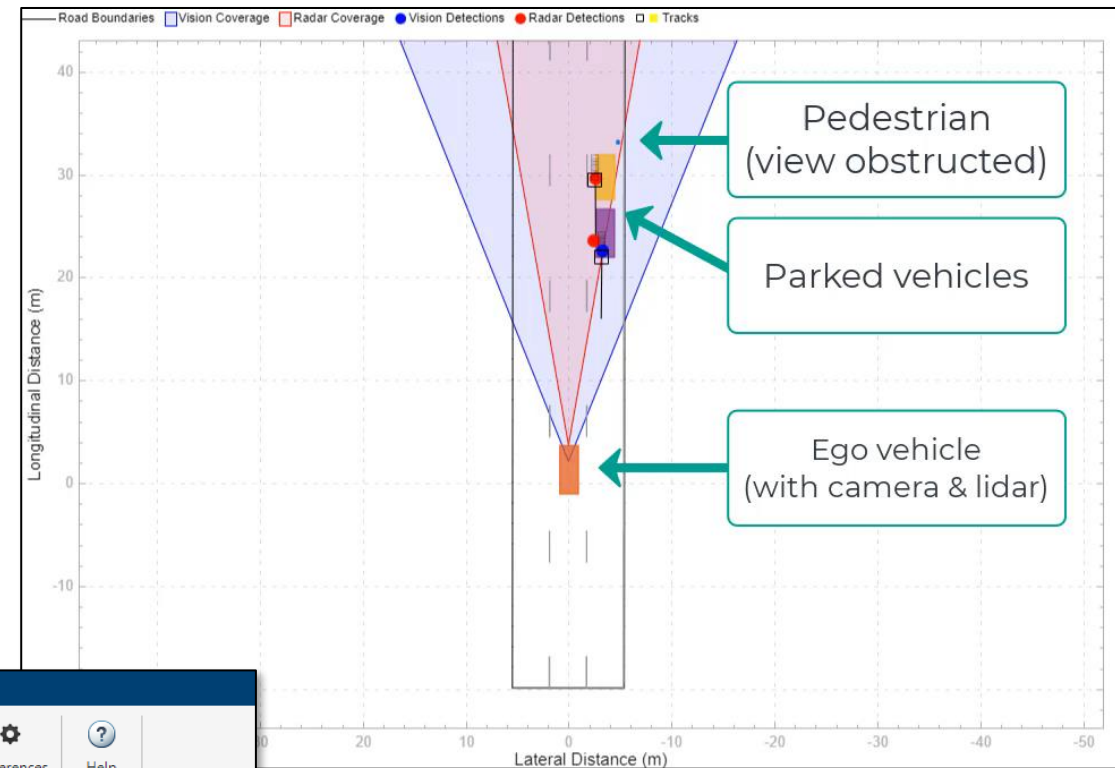 Road Boundaries Vision Coverage Radar Coverage Vision Detections Radar Detections Tracks
40
30
20
10
0
-10
Longitudinal Distance (m)
Pedestrian
(view obstructed)
Parked vehicles
Ego vehicle
(with camera & lidar)
20 10 0 -10 -20 -30 -40 -50
Lateral Distance (m)
Help